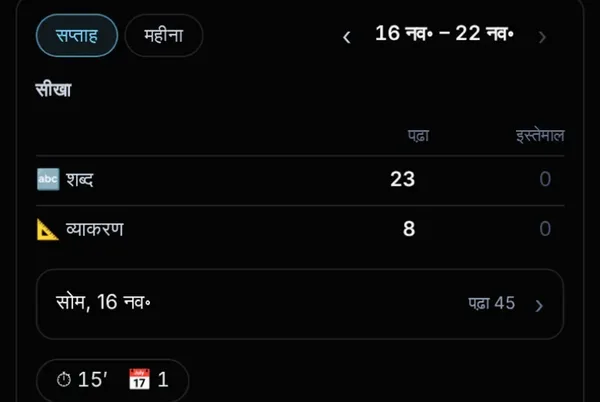 सप्ताह महीना ‹ 16 नव॰ – 22 नव॰ ›
सीखा
पढ़ा इस्तेमाल
🔤 शब्द 23 0
📐 व्याकरण 8 0
सोम, 16 नव॰ पढ़ा 45 ›
⏱ 15′ 📅 1